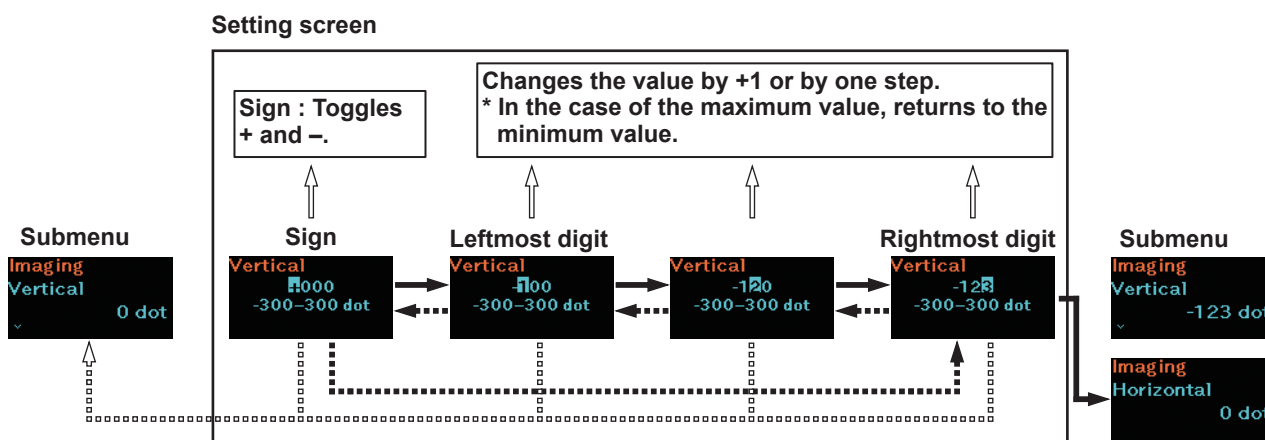 Setting screen
Sign : Toggles
+ and –.
Changes the value by +1 or by one step.
* In the case of the maximum value, returns to the
minimum value.
Submenu
Imaging
Vertical
0 dot
Sign
Vertical
+000
-300–300 dot
Leftmost digit
Vertical
-100
-300–300 dot
Vertical
-120
-300–300 dot
Rightmost digit
Vertical
-123
-300–300 dot
Submenu
Imaging
Vertical
-123 dot
Imaging
Horizontal
0 dot